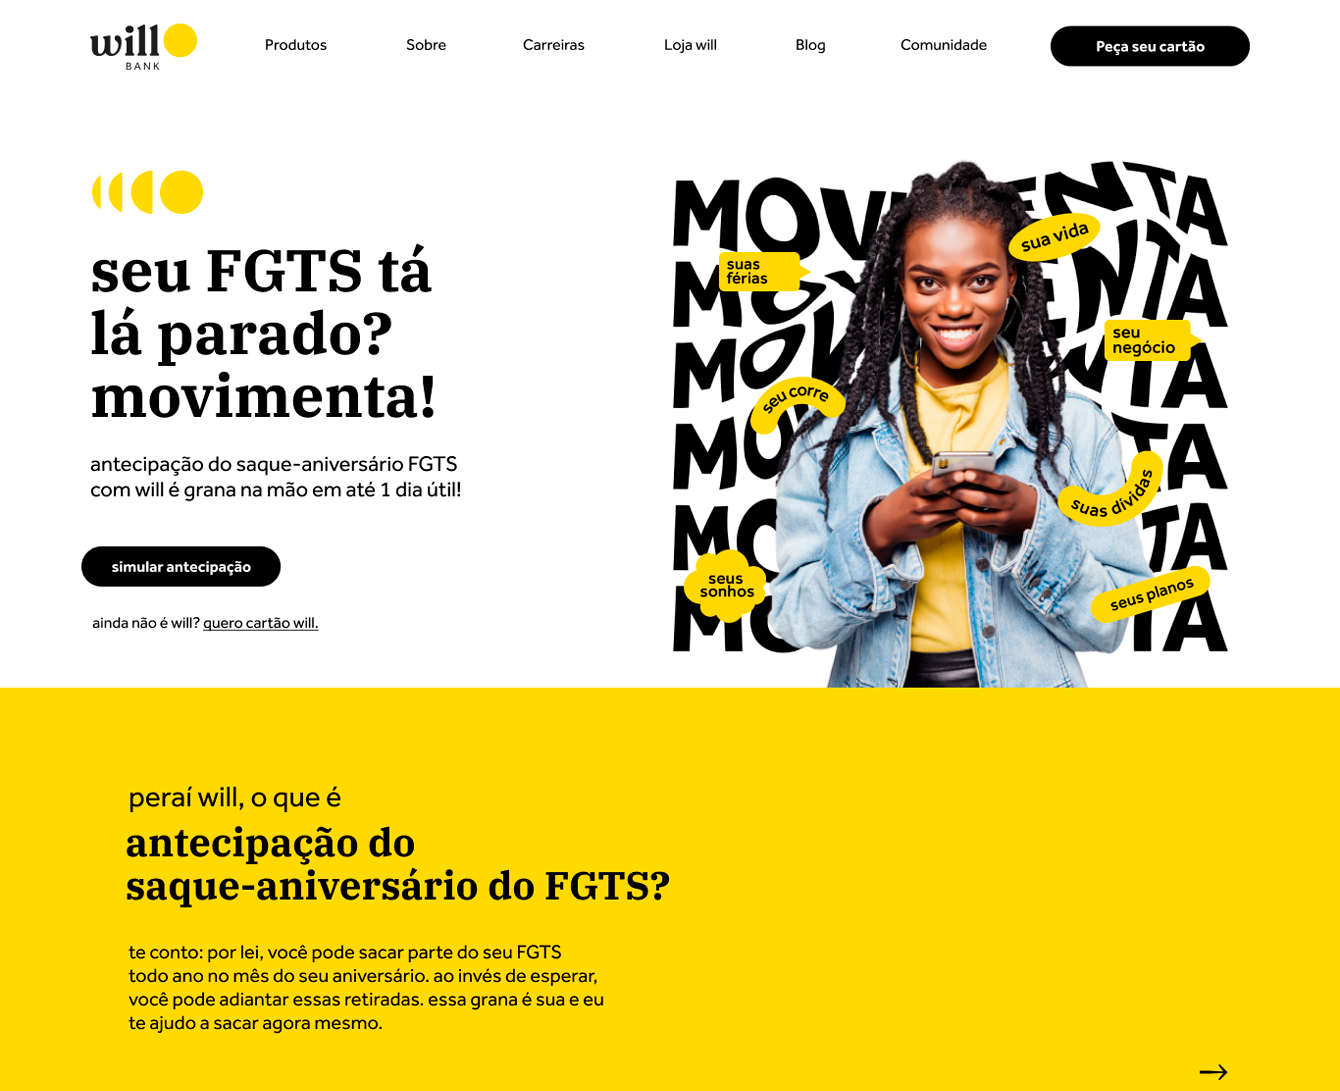 will
BANK
Produtos
Sobre
Carreiras
Loja will
Blog
Comunidade
Peça seu cartão
seu FGTS tá
lá parado?
movimenta!
antecipação do saque-aniversário FGTS
com will é grana na mão em até 1 dia útil!
simular antecipação
ainda não é will? quero cartão will.
MOVIMENTA
sua vida
suas
férias
seu
negócio
seu corre
suas dívidas
seus
sonhos
seus planos
peraí will, o que é
antecipação do
saque-aniversário do FGTS?
te conto: por lei, você pode sacar parte do seu FGTS
todo ano no mês do seu aniversário. ao invés de esperar,
você pode adiantar essas retiradas. essa grana é sua e eu
te ajudo a sacar agora mesmo.